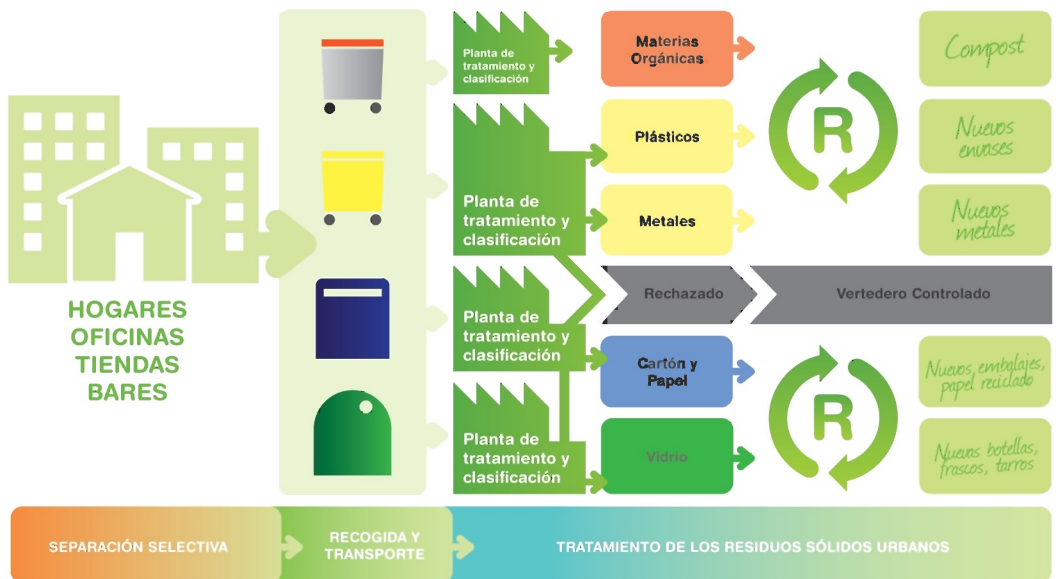 HOGARES
OFICINAS
TIENDAS
BARES
Planta de
tratamiento y
clasificación
Materias
Orgánicas
R
Compost
Planta de
tratamiento y
clasificación
Plásticos
Nuevos
envases
Metales
Nuevos
metales
Rechazado
Vertedero Controlado
Planta de
tratamiento y
clasificación
Cartón y
Papel
R
Nuevos, embalajes,
papel reciclado
Planta de
tratamiento y
clasificación
Vidrio
Nuevos botellas,
frascos, tarros
SEPARACIÓN SELECTIVA
RECOGIDA Y
TRANSPORTE
TRATAMIENTO DE LOS RESIDUOS SÓLIDOS URBANOS